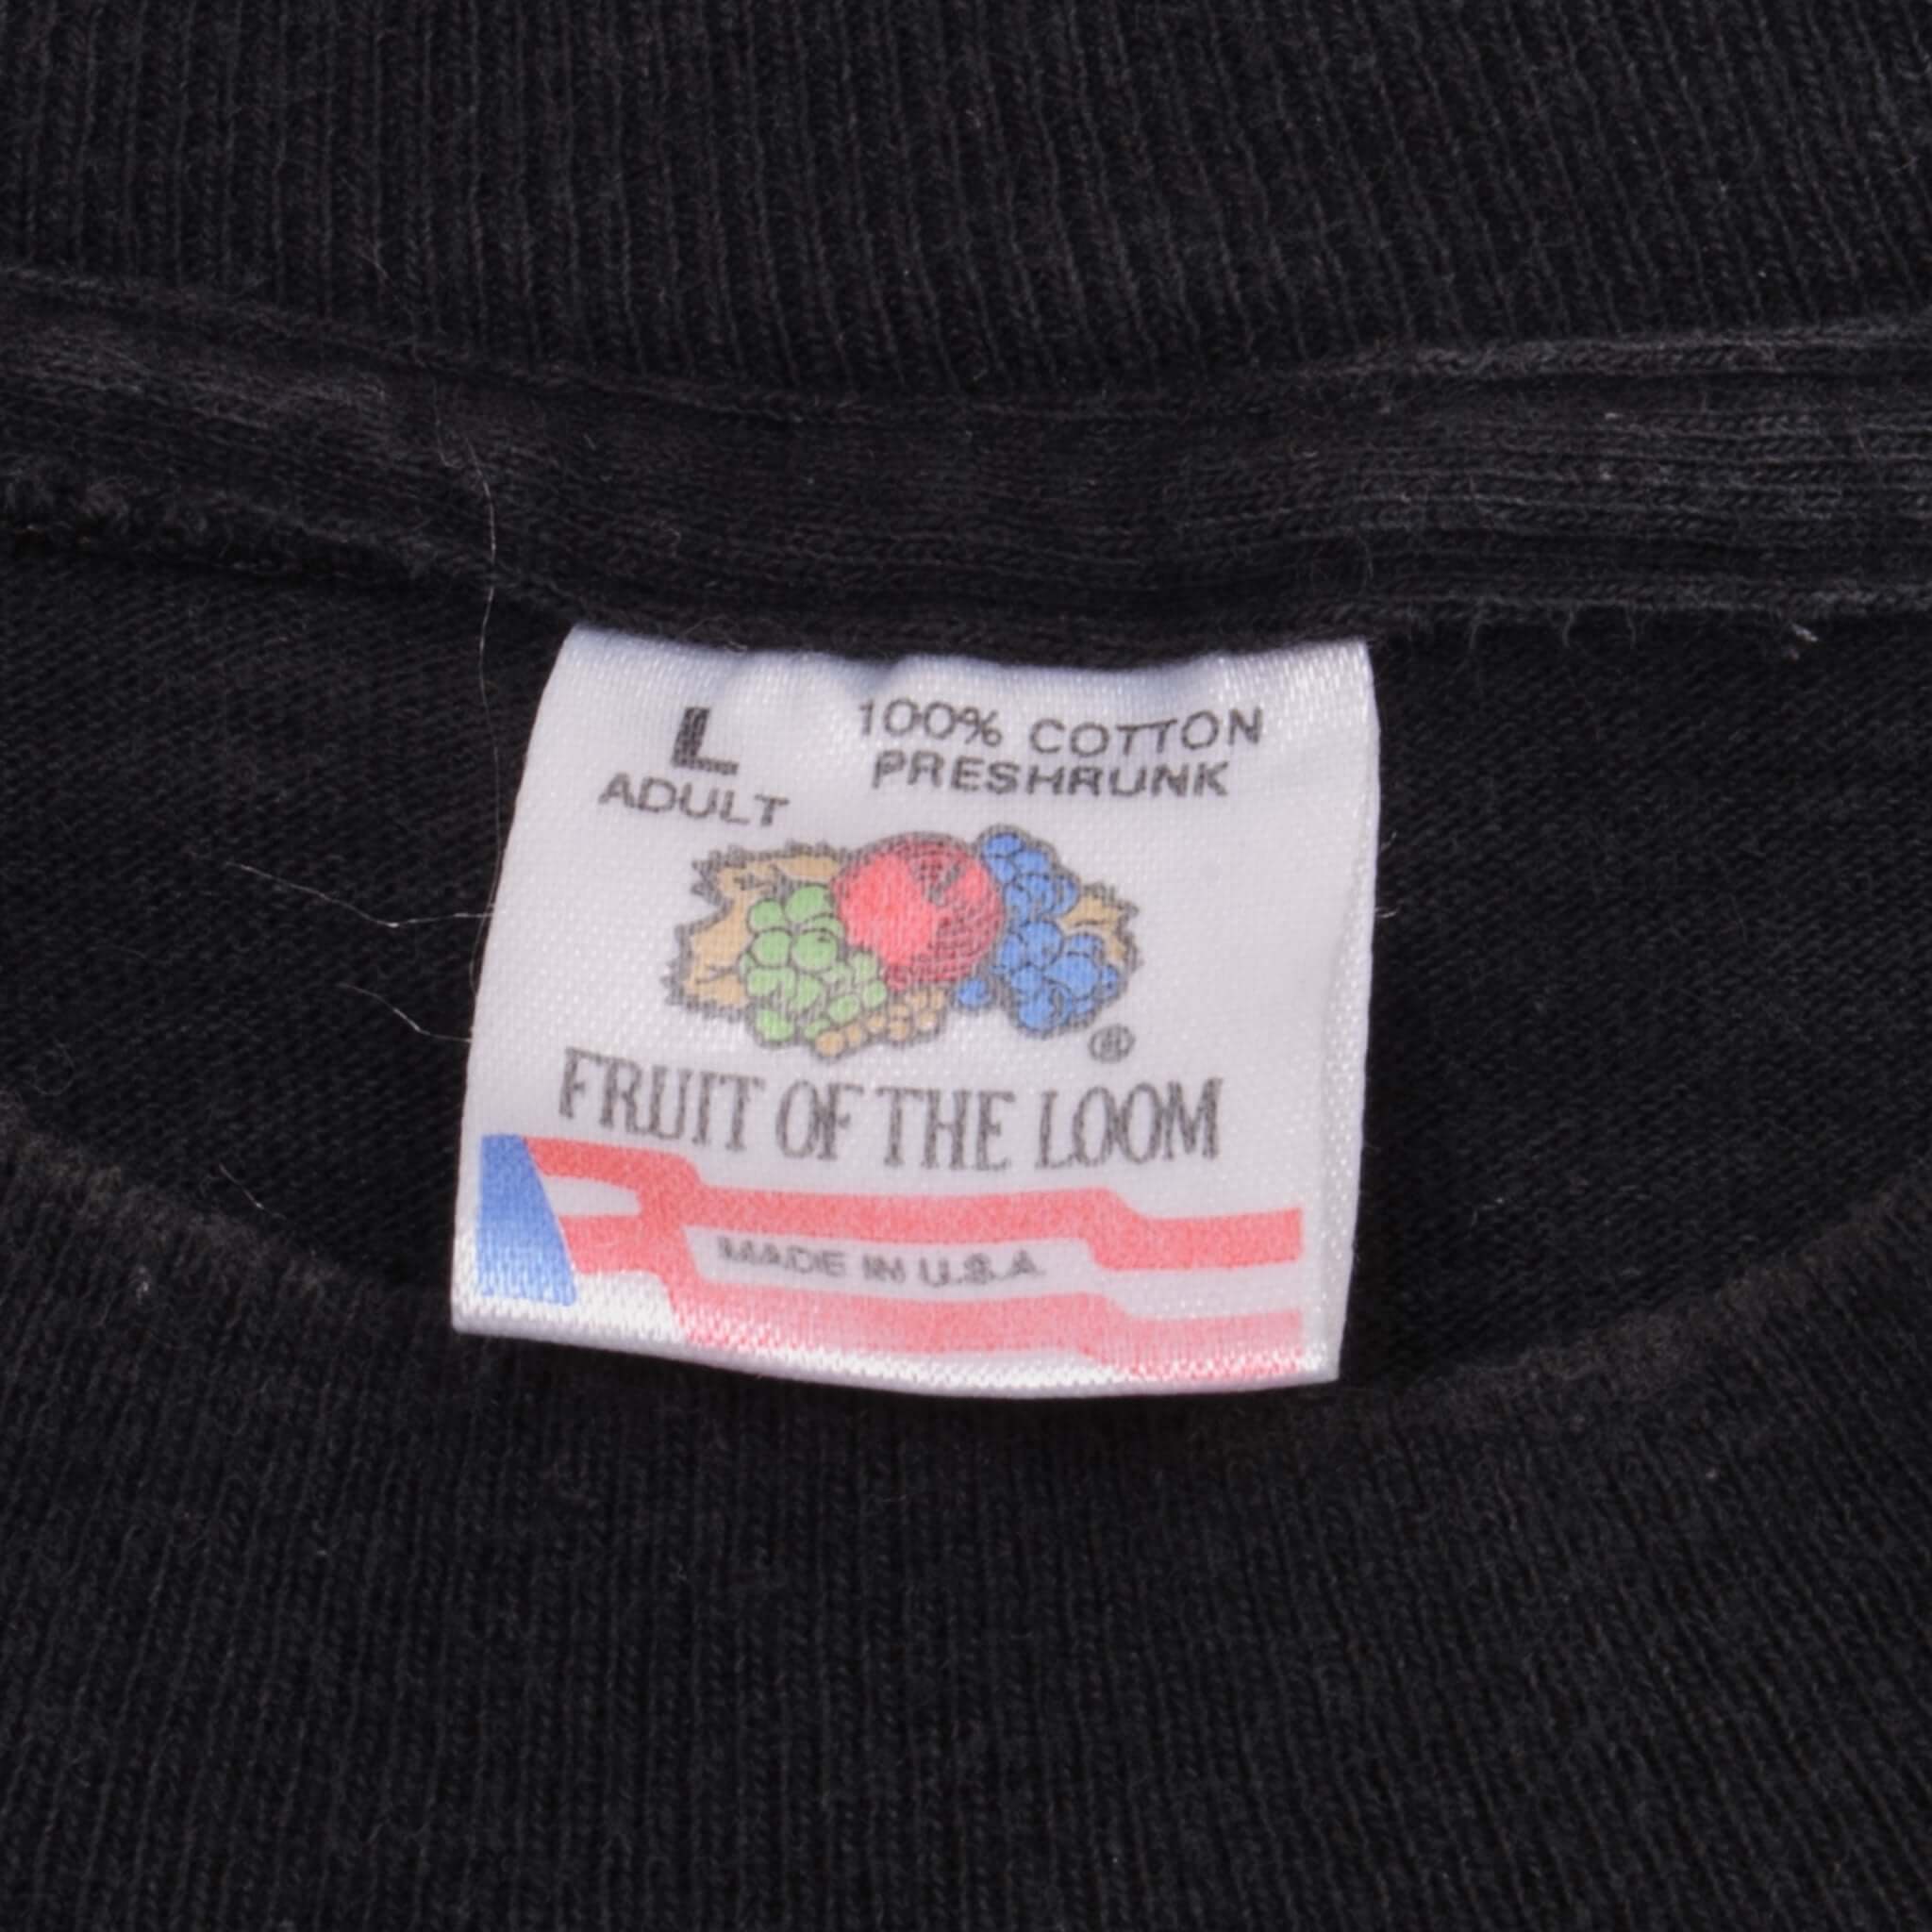 L
ADULT
100% COTTON
PRESHRUNK
®
FRUIT OF THE LOOM
MADE IN U.S.A.